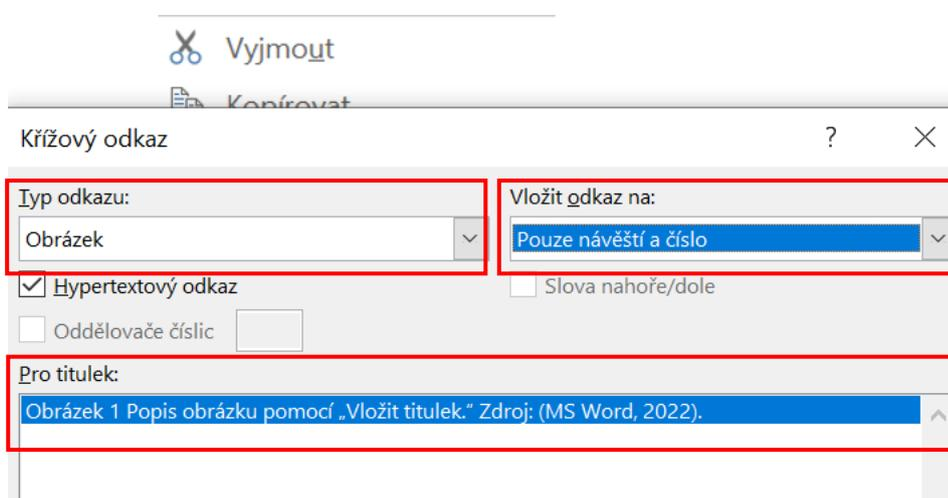 Vyjmout
Kopírovat
Křížový odkaz ?
Typ odkazu: Vložit odkaz na:
Obrázek Pouze návěští a číslo
Hypertextový odkaz Slova nahoře/dole
Oddělovače číslic
Pro titulek:
Obrázek 1 Popis obrázku pomocí „Vložit titulek.“ Zdroj: (MS Word, 2022).